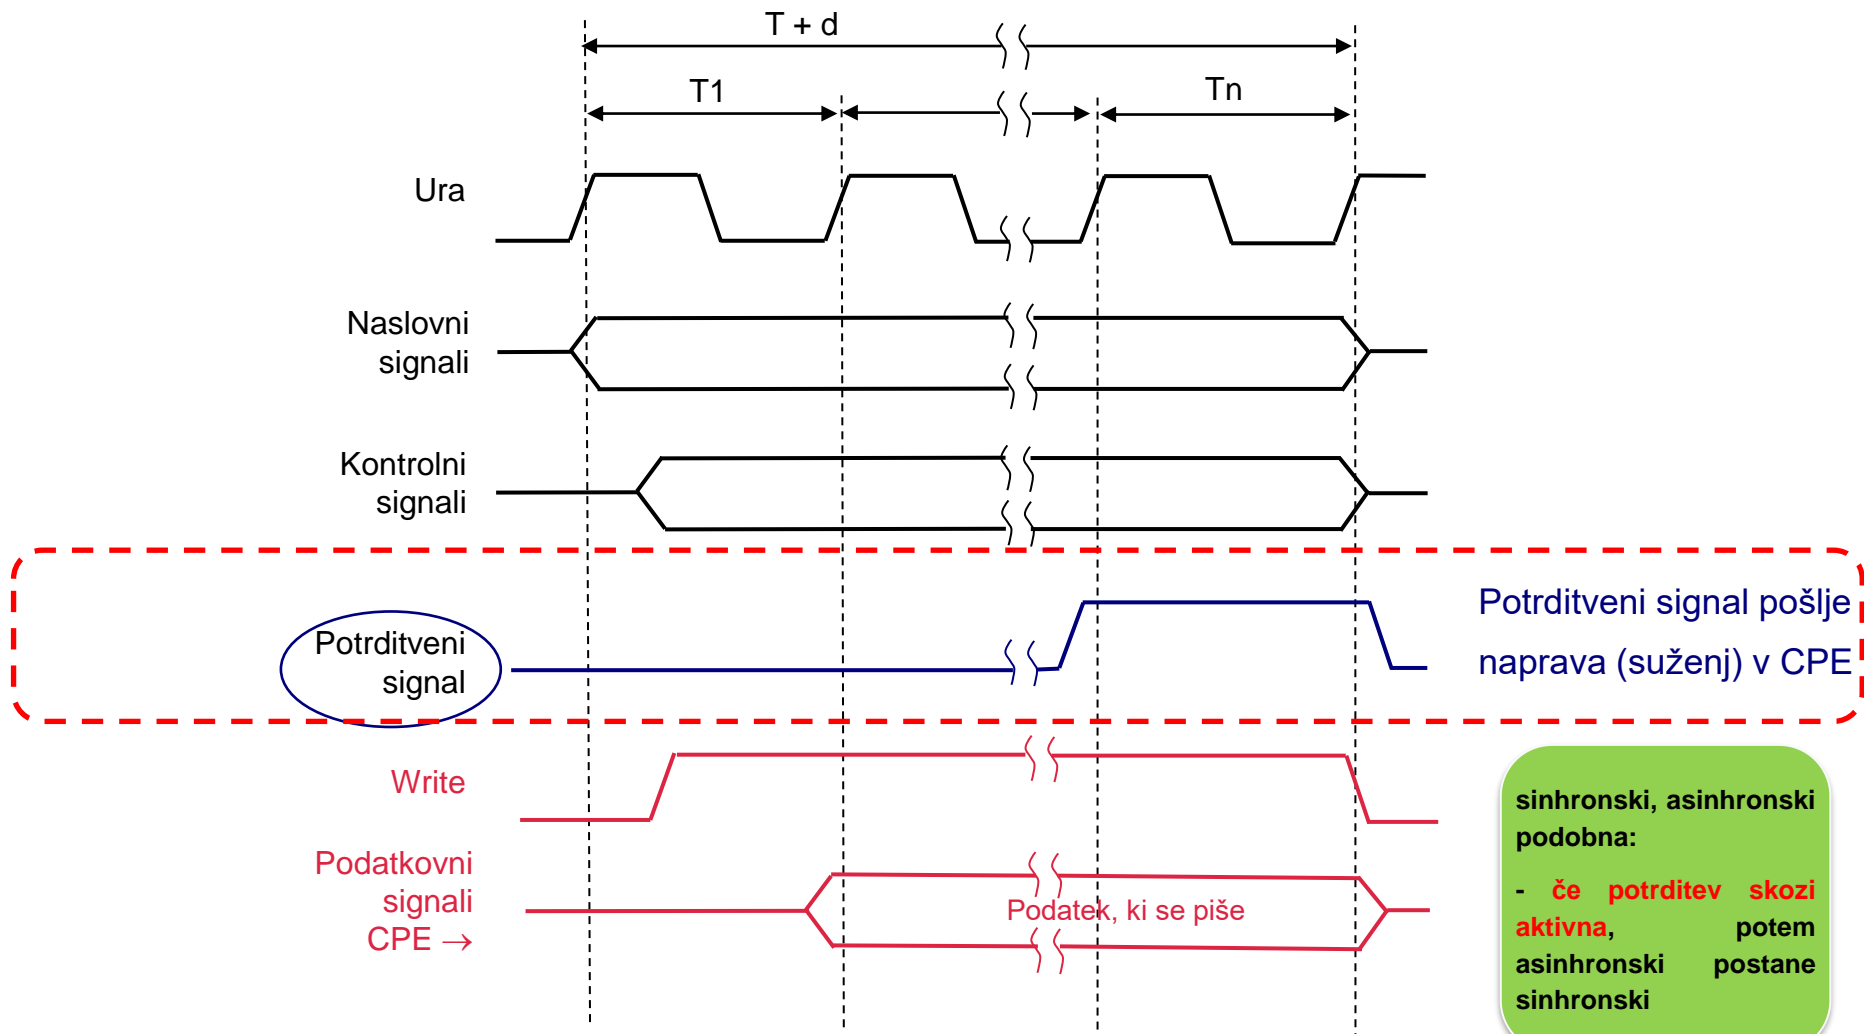 T + d
T1
Tn
Ura
Naslovni
signali
Kontrolni
signali
Potrditveni
signal
Potrditveni signal pošlje
naprava (suženj) v CPE
Write
Podatkovni
signali
CPE →
Podatek, ki se piše
sinhronski, asinhronski
podobna:
- če potrditev skozi
aktivna, potem
asinhronski postane
sinhronski